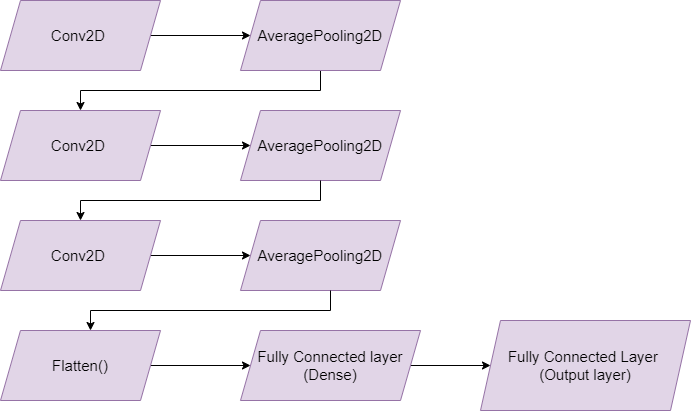 Conv2D
AveragePooling2D
Conv2D
AveragePooling2D
Conv2D
AveragePooling2D
Flatten()
Fully Connected layer
(Dense)
Fully Connected Layer
(Output layer)